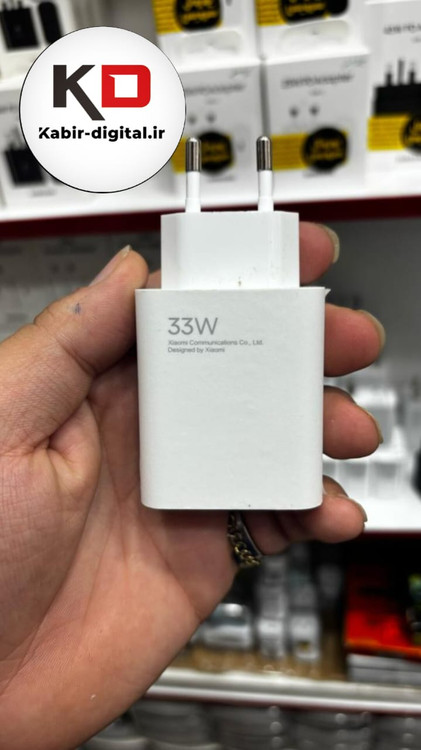 KD
Kabir-digital.ir
33W
Xiaomi Communications Co., Ltd.
Designed by Xiaomi